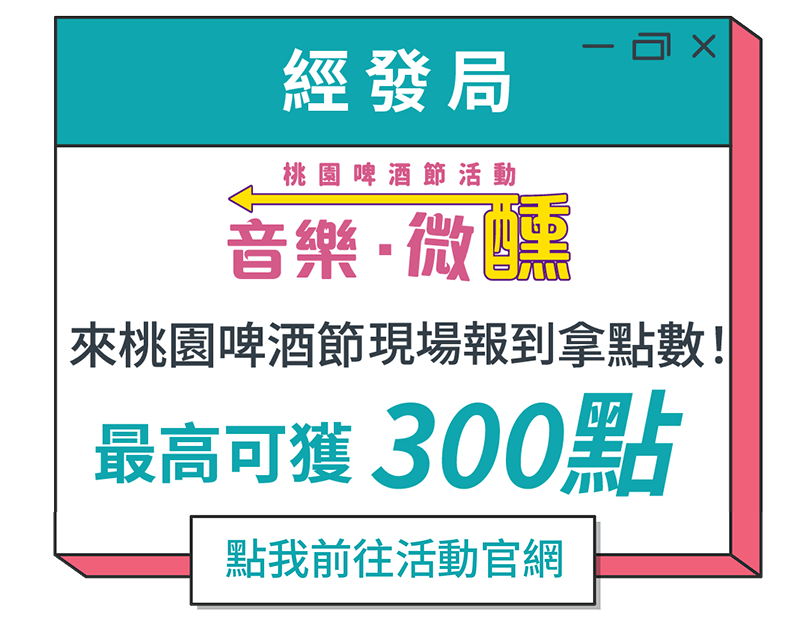 經發局
桃園啤酒節活動
音樂·微醺
來桃園啤酒節現場報到拿點數！
最高可獲 300點
點我前往活動官網